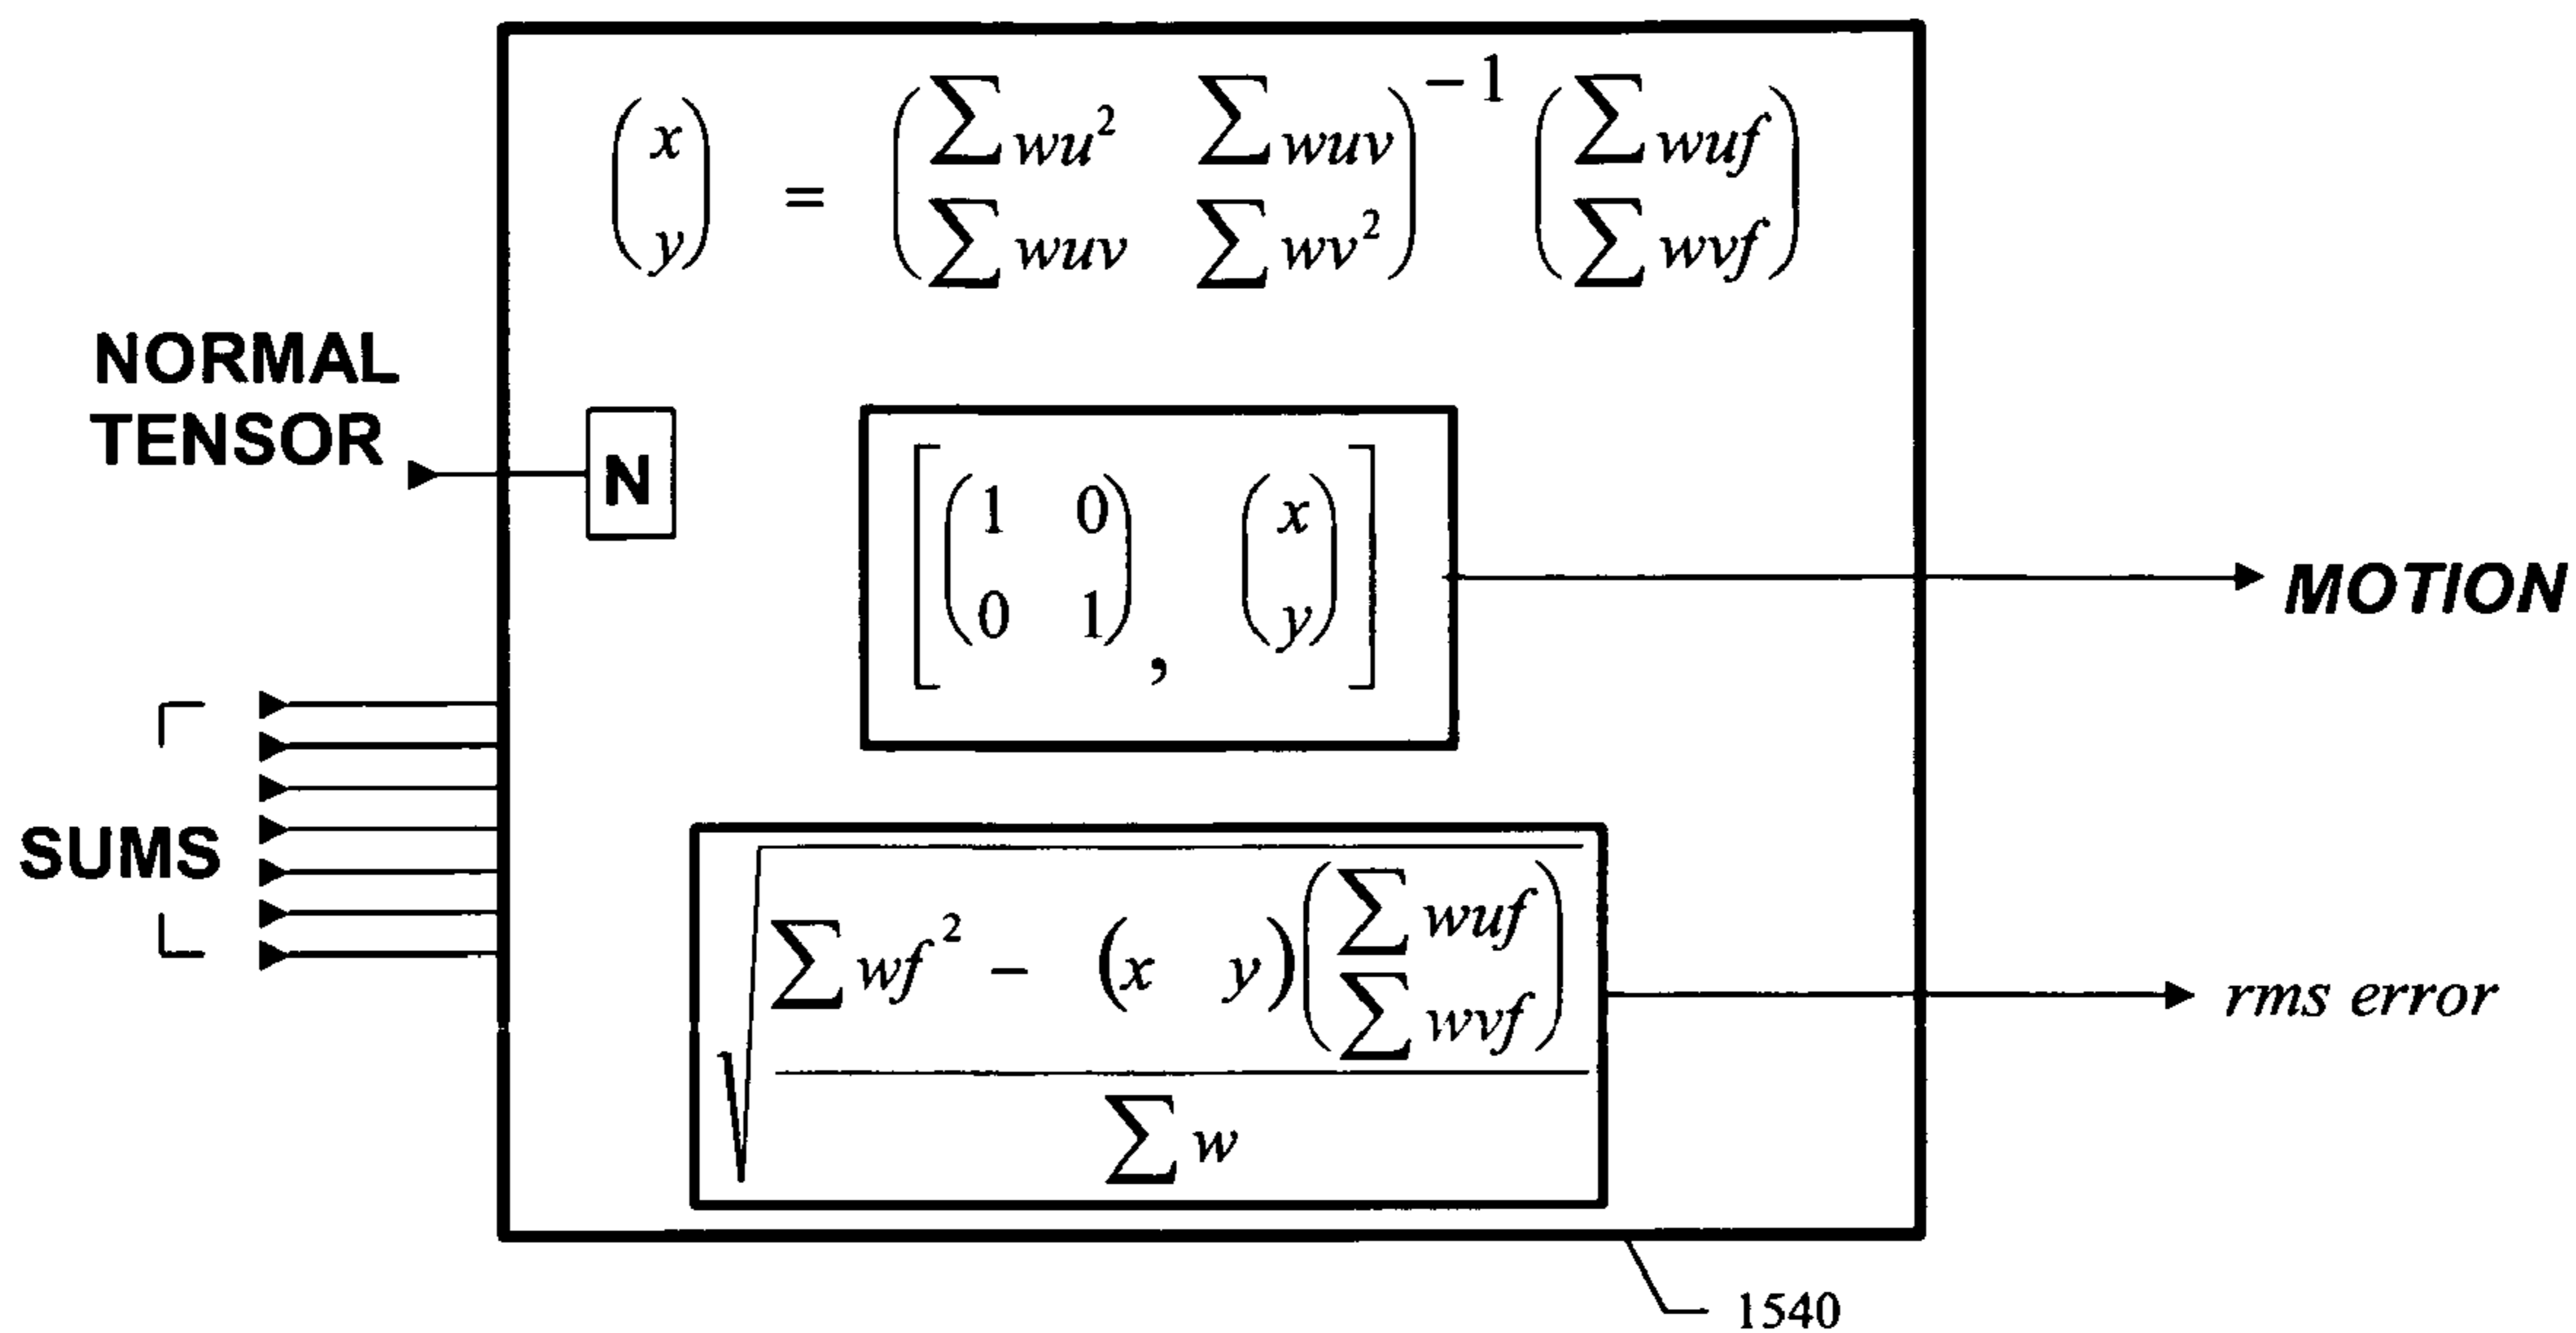 (x y) = (∑wu² ∑wuv ∑wuv ∑wv²)⁻¹ (∑wuf ∑wvf)
NORMAL
TENSOR
N
[(1 0 0 1), (x y)]
MOTION
SUMS
√((∑wf² − (x y)(∑wuf ∑wvf)) / ∑w)
rms error
1540